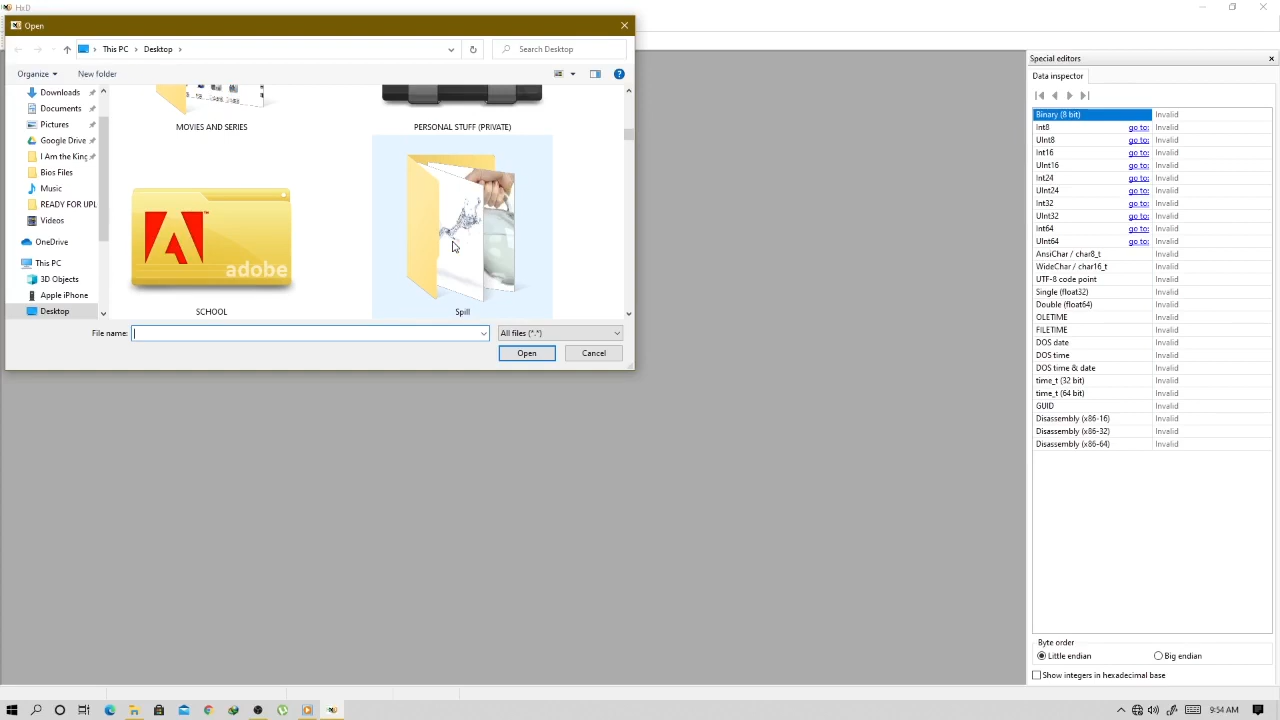 HxD
Open
This PC
Desktop
Search Desktop
Organize
New folder
Downloads
Documents
Pictures
Google Drive
I Am the King
Bios Files
Music
READY FOR UPL
Videos
OneDrive
This PC
3D Objects
Apple iPhone
Desktop
MOVIES AND SERIES
PERSONAL STUFF (PRIVATE)
adobe
SCHOOL
Spill
File name:
All files (*.*)
Open
Cancel
Special editors
Data inspector
Binary (8 bit) Invalid
Int8 go to: Invalid
UInt8 go to: Invalid
Int16 go to: Invalid
UInt16 go to: Invalid
Int24 go to: Invalid
UInt24 go to: Invalid
Int32 go to: Invalid
UInt32 go to: Invalid
Int64 go to: Invalid
UInt64 go to: Invalid
AnsiChar / char8_t Invalid
WideChar / char16_t Invalid
UTF-8 code point Invalid
Single (float32) Invalid
Double (float64) Invalid
OLETIME Invalid
FILETIME Invalid
DOS date Invalid
DOS time Invalid
DOS time & date Invalid
time_t (32 bit) Invalid
time_t (64 bit) Invalid
GUID Invalid
Disassembly (x86-16) Invalid
Disassembly (x86-32) Invalid
Disassembly (x86-64) Invalid
Byte order
Little endian
Big endian
Show integers in hexadecimal base
9:54 AM